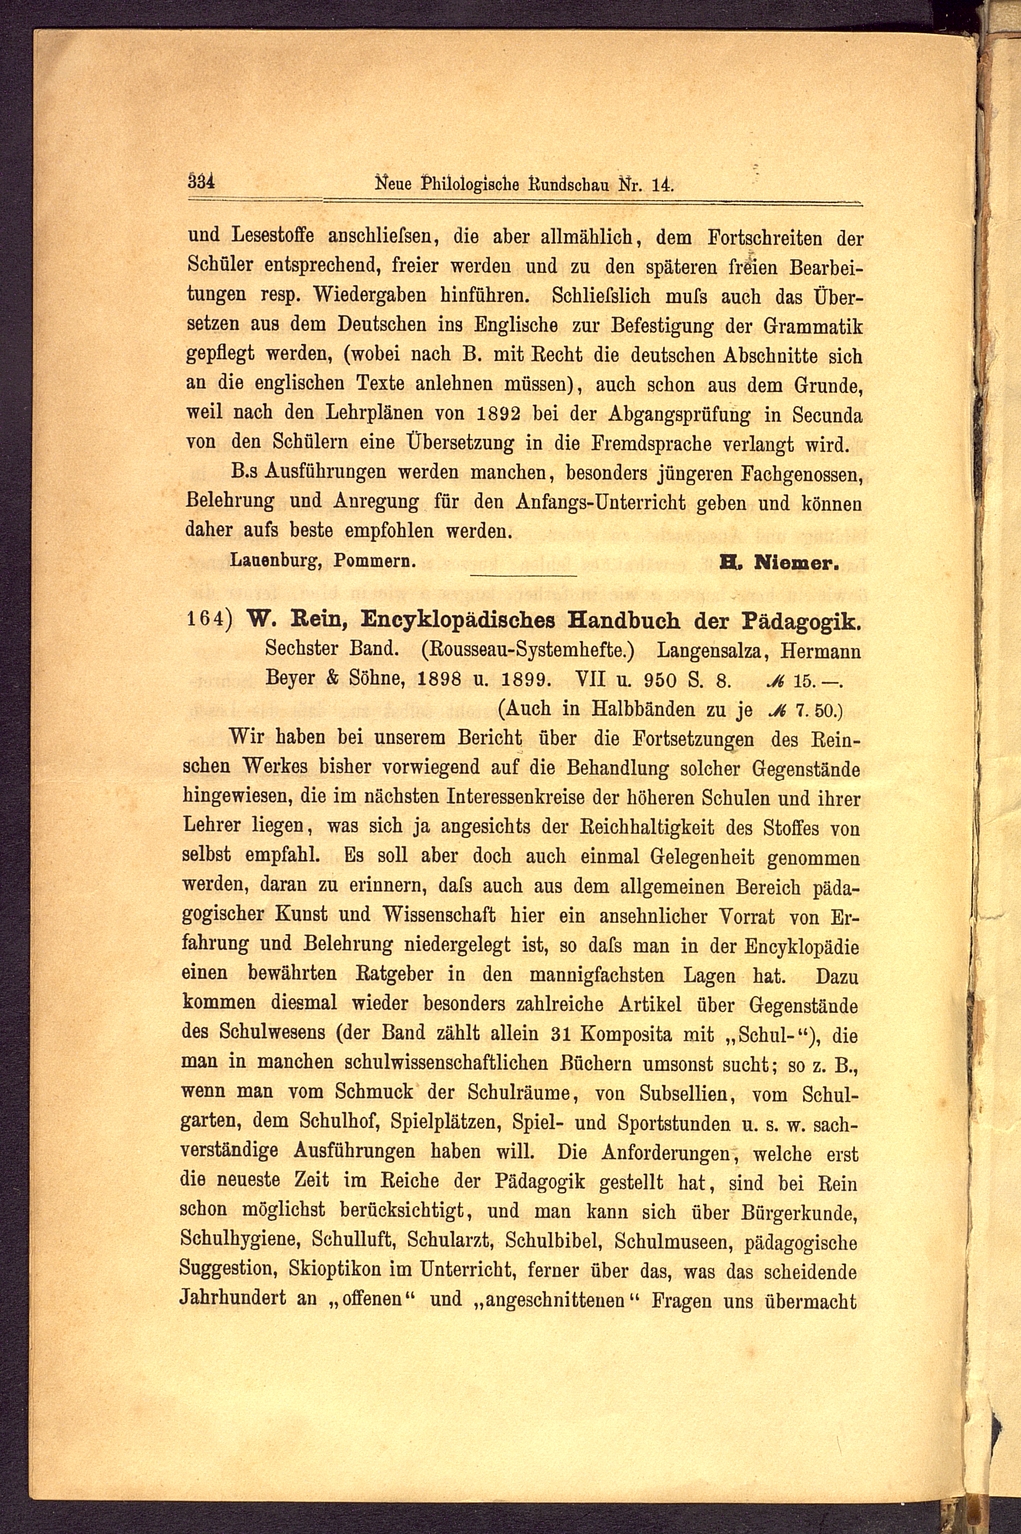 334 Neue Philologische Rundschau Nr. 14.
und Lesestoffe anschlieſsen, die aber allmählich, dem Fortschreiten der
Schüler entsprechend, freier werden und zu den späteren freien Bearbei-
tungen resp. Wiedergaben hinführen. Schlieſslich muſs auch das Über-
setzen aus dem Deutschen ins Englische zur Befestigung der Grammatik
gepflegt werden, (wobei nach B. mit Recht die deutschen Abschnitte sich
an die englischen Texte anlehnen müssen), auch schon aus dem Grunde,
weil nach den Lehrplänen von 1892 bei der Abgangsprüfung in Secunda
von den Schülern eine Übersetzung in die Fremdsprache verlangt wird.
B.s Ausführungen werden manchen, besonders jüngeren Fachgenossen,
Belehrung und Anregung für den Anfangs-Unterricht geben und können
daher aufs beste empfohlen werden.
Lauenburg, Pommern. H. Niemer.
164) W. Rein, Encyklopädisches Handbuch der Pädagogik.
Sechster Band. (Rousseau-Systemhefte.) Langensalza, Hermann
Beyer & Söhne, 1898 u. 1899. VII u. 950 S. 8. ℳ 15. —.
(Auch in Halbbänden zu je ℳ 7. 50.)
Wir haben bei unserem Bericht über die Fortsetzungen des Rein-
schen Werkes bisher vorwiegend auf die Behandlung solcher Gegenstände
hingewiesen, die im nächsten Interessenkreise der höheren Schulen und ihrer
Lehrer liegen, was sich ja angesichts der Reichhaltigkeit des Stoffes von
selbst empfahl. Es soll aber doch auch einmal Gelegenheit genommen
werden, daran zu erinnern, daſs auch aus dem allgemeinen Bereich päda-
gogischer Kunst und Wissenschaft hier ein ansehnlicher Vorrat von Er-
fahrung und Belehrung niedergelegt ist, so daſs man in der Encyklopädie
einen bewährten Ratgeber in den mannigfachsten Lagen hat. Dazu
kommen diesmal wieder besonders zahlreiche Artikel über Gegenstände
des Schulwesens (der Band zählt allein 31 Komposita mit „Schul-“), die
man in manchen schulwissenschaftlichen Büchern umsonst sucht; so z. B.,
wenn man vom Schmuck der Schulräume, von Subsellien, vom Schul-
garten, dem Schulhof, Spielplätzen, Spiel- und Sportstunden u. s. w. sach-
verständige Ausführungen haben will. Die Anforderungen, welche erst
die neueste Zeit im Reiche der Pädagogik gestellt hat, sind bei Rein
schon möglichst berücksichtigt, und man kann sich über Bürgerkunde,
Schulhygiene, Schulluft, Schularzt, Schulbibel, Schulmuseen, pädagogische
Suggestion, Skioptikon im Unterricht, ferner über das, was das scheidende
Jahrhundert an „offenen“ und „angeschnittenen“ Fragen uns übermacht